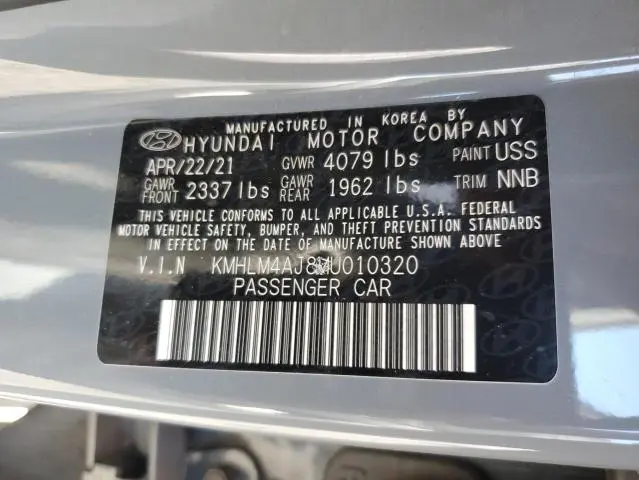 MANUFACTURED IN KOREA BY
HYUNDAI MOTOR COMPANY
APR/22/21 GVWR 4079 lbs PAINT USS
GAWR FRONT 2337 lbs GAWR REAR 1962 lbs TRIM NNB
THIS VEHICLE CONFORMS TO ALL APPLICABLE U.S.A. FEDERAL
MOTOR VEHICLE SAFETY, BUMPER, AND THEFT PREVENTION STANDARDS
IN EFFECT ON THE DATE OF MANUFACTURE SHOWN ABOVE
V.I.N KMHLM4AJ8MU010320
PASSENGER CAR